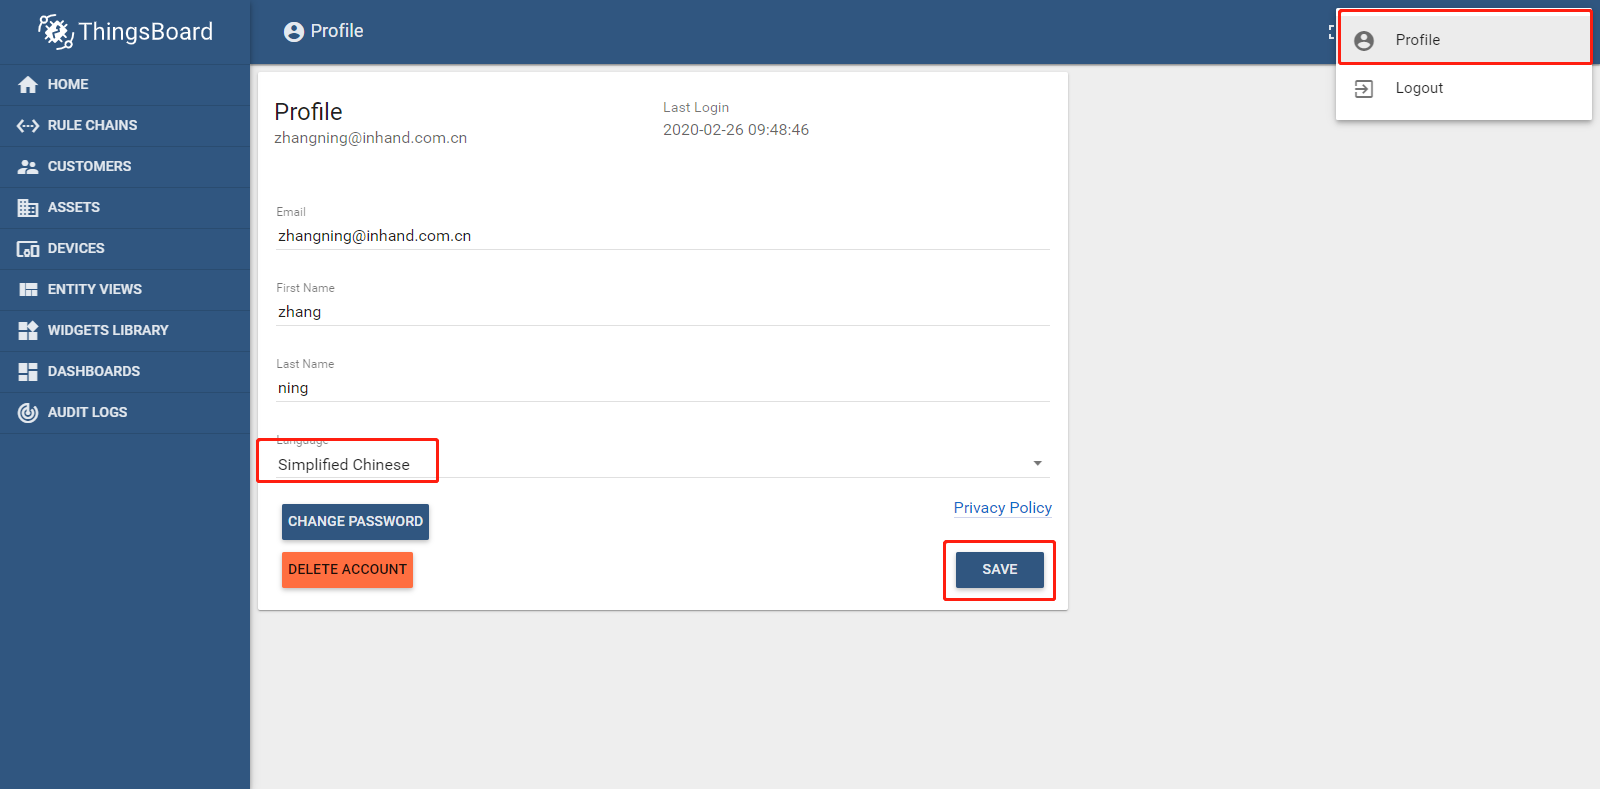 ThingsBoard
Profile
Profile
Logout
HOME
RULE CHAINS
CUSTOMERS
ASSETS
DEVICES
ENTITY VIEWS
WIDGETS LIBRARY
DASHBOARDS
AUDIT LOGS
Profile
zhangning@inhand.com.cn
Last Login
2020-02-26 09:48:46
Email
zhangning@inhand.com.cn
First Name
zhang
Last Name
ning
Language
Simplified Chinese
Privacy Policy
CHANGE PASSWORD
DELETE ACCOUNT
SAVE